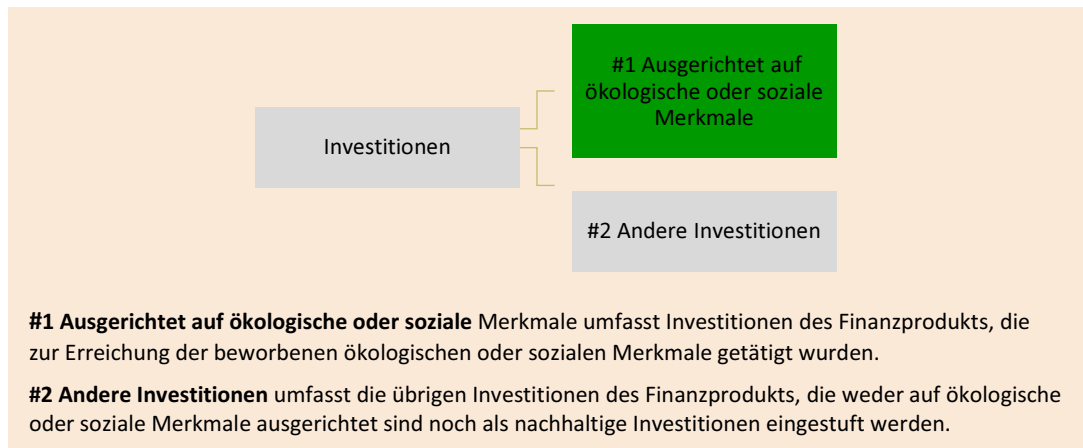 #1 Ausgerichtet auf
ökologische oder soziale
Merkmale
Investitionen
#2 Andere Investitionen
#1 Ausgerichtet auf ökologische oder soziale Merkmale umfasst Investitionen des Finanzprodukts, die
zur Erreichung der beworbenen ökologischen oder sozialen Merkmale getätigt wurden.
#2 Andere Investitionen umfasst die übrigen Investitionen des Finanzprodukts, die weder auf ökologische
oder soziale Merkmale ausgerichtet sind noch als nachhaltige Investitionen eingestuft werden.